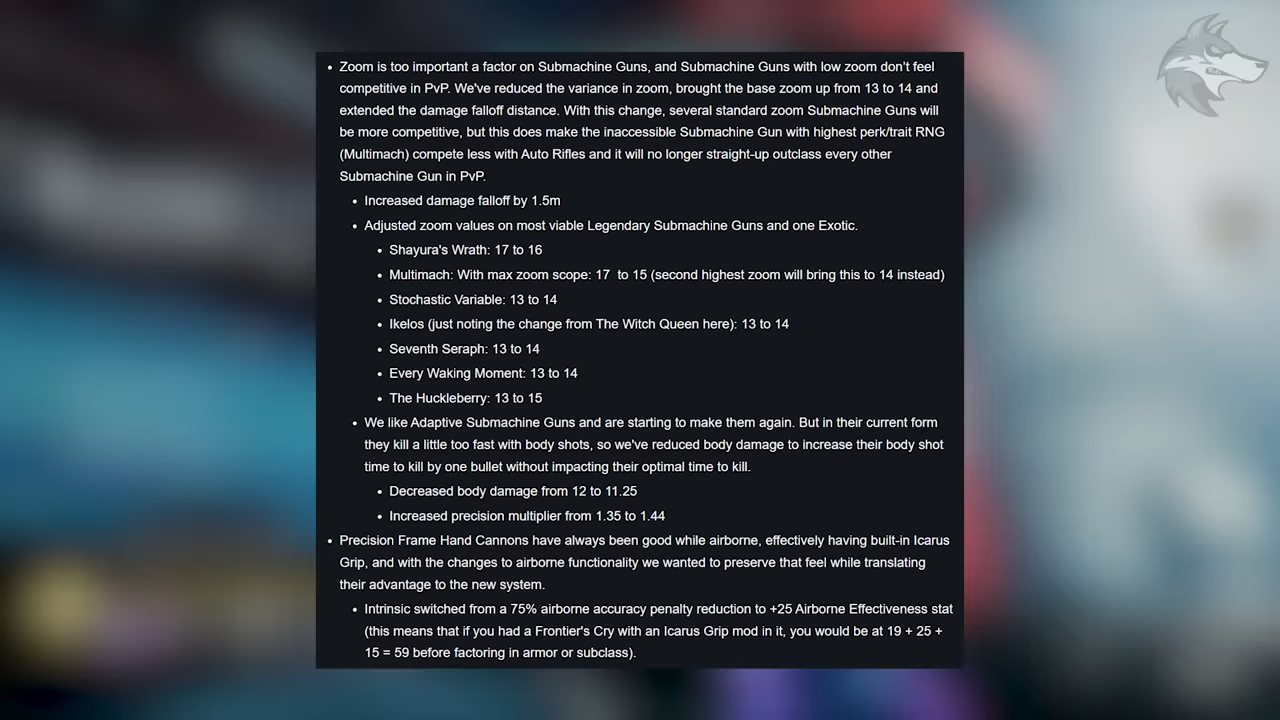 • Zoom is too important a factor on Submachine Guns, and Submachine Guns with low zoom don't feel
competitive in PvP. We've reduced the variance in zoom, brought the base zoom up from 13 to 14 and
extended the damage falloff distance. With this change, several standard zoom Submachine Guns will
be more competitive, but this does make the inaccessible Submachine Gun with highest perk/trait RNG
(Multimach) compete less with Auto Rifles and it will no longer straight-up outclass every other
Submachine Gun in PvP.
• Increased damage falloff by 1.5m
• Adjusted zoom values on most viable Legendary Submachine Guns and one Exotic.
• Shayura's Wrath: 17 to 16
• Multimach: With max zoom scope: 17 to 15 (second highest zoom will bring this to 14 instead)
• Stochastic Variable: 13 to 14
• Ikelos (just noting the change from The Witch Queen here): 13 to 14
• Seventh Seraph: 13 to 14
• Every Waking Moment: 13 to 14
• The Huckleberry: 13 to 15
• We like Adaptive Submachine Guns and are starting to make them again. But in their current form
they kill a little too fast with body shots, so we've reduced body damage to increase their body shot
time to kill by one bullet without impacting their optimal time to kill.
• Decreased body damage from 12 to 11.25
• Increased precision multiplier from 1.35 to 1.44
• Precision Frame Hand Cannons have always been good while airborne, effectively having built-in Icarus
Grip, and with the changes to airborne functionality we wanted to preserve that feel while translating
their advantage to the new system.
• Intrinsic switched from a 75% airborne accuracy penalty reduction to +25 Airborne Effectiveness stat
(this means that if you had a Frontier's Cry with an Icarus Grip mod in it, you would be at 19 + 25 +
15 = 59 before factoring in armor or subclass).